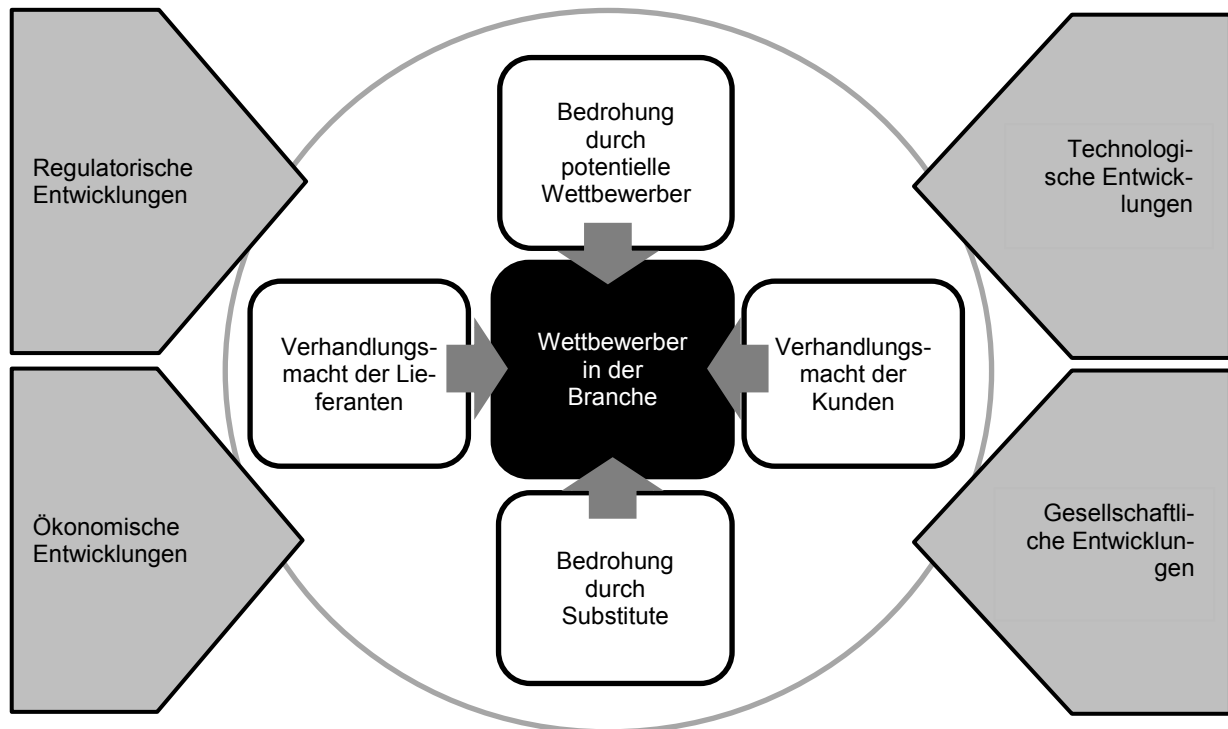 Bedrohung
durch
potentielle
Wettbewerber
Regulatorische
Entwicklungen
Technologi-
sche Entwick-
lungen
Verhandlungs-
macht der Lie-
feranten
Wettbewerber
in der
Branche
Verhandlungs-
macht der
Kunden
Ökonomische
Entwicklungen
Bedrohung
durch
Substitute
Gesellschaftli-
che Entwicklun-
gen